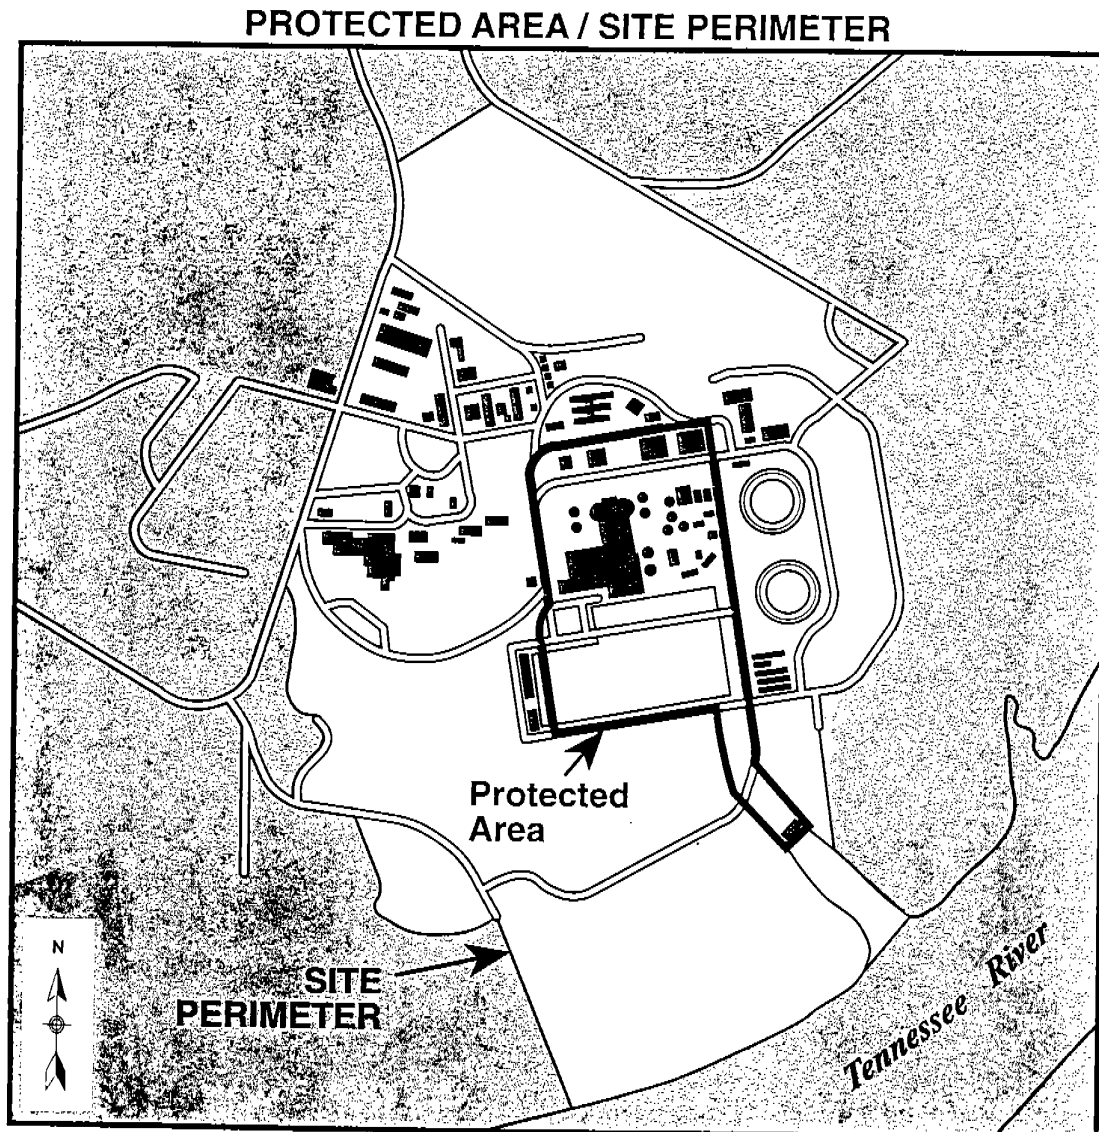 PROTECTED AREA / SITE PERIMETER
Protected
Area
SITE
PERIMETER
N
Tennessee River